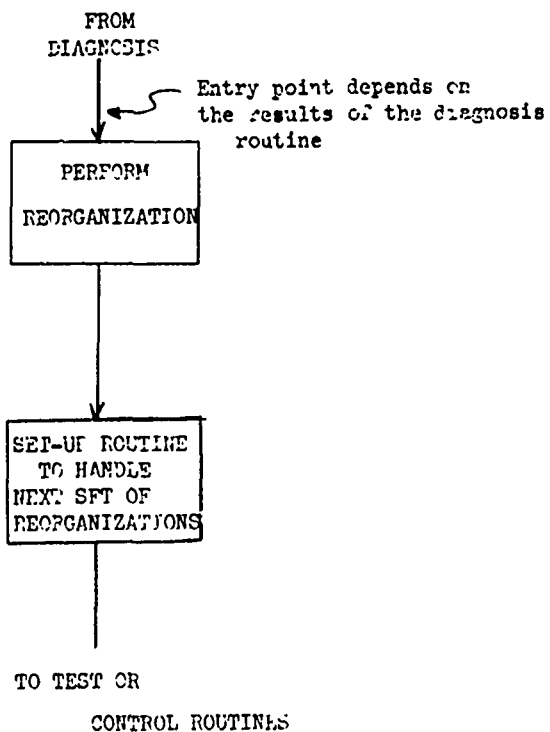 FROM
DIAGNOSIS
Entry point depends on
the results of the diagnosis
routine
PERFORM
REORGANIZATION
SET-UP ROUTINE
TO HANDLE
NEXT SET OF
REORGANIZATIONS
TO TEST OR
CONTROL ROUTINES